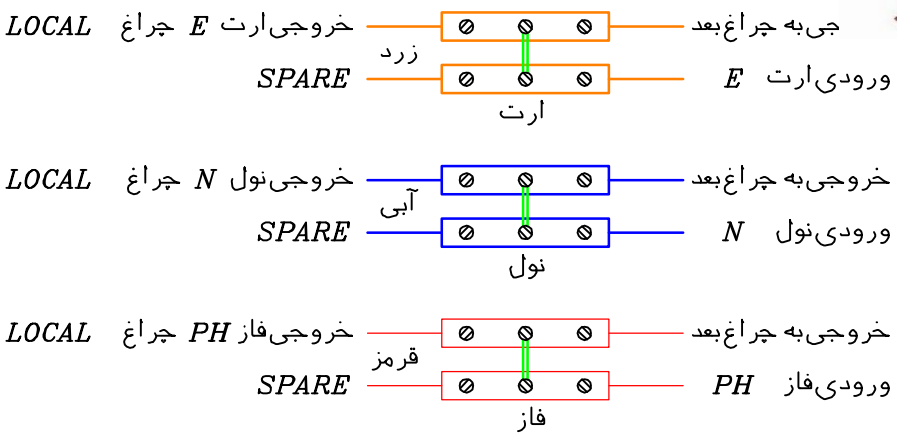 جی به چراغ بعد
خروجی ارت E چراغ LOCAL
زرد
ورودی ارت E
SPARE
ارت
خروجی به چراغ بعد
خروجی نول N چراغ LOCAL
آبی
ورودی نول N
SPARE
نول
خروجی به چراغ بعد
خروجی فاز PH چراغ LOCAL
قرمز
ورودی فاز PH
SPARE
فاز